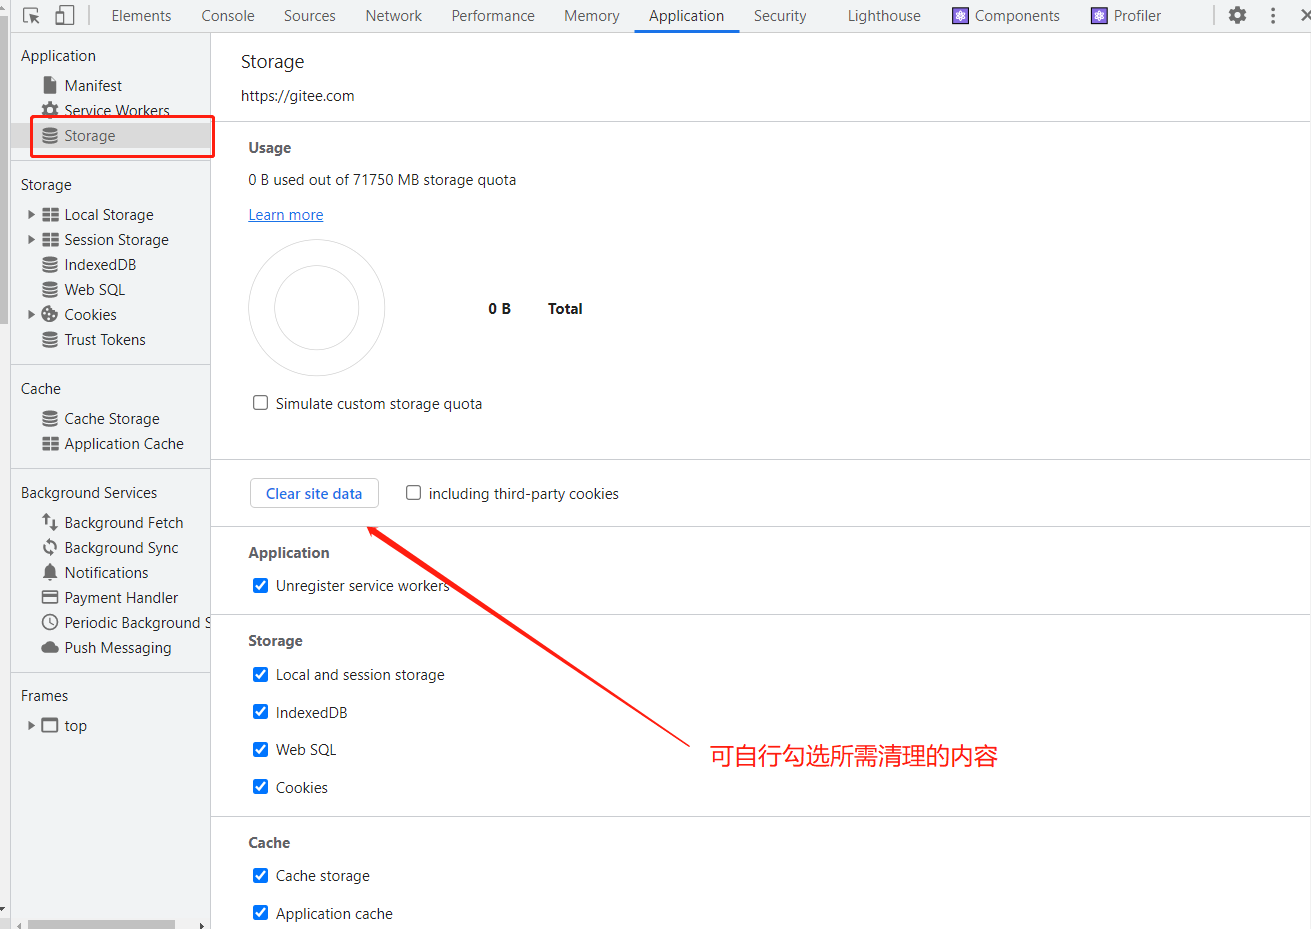 Elements Console Sources Network Performance Memory Application Security Lighthouse Components Profiler
Application
Manifest
Service Workers
Storage
Storage
Local Storage
Session Storage
IndexedDB
Web SQL
Cookies
Trust Tokens
Cache
Cache Storage
Application Cache
Background Services
Background Fetch
Background Sync
Notifications
Payment Handler
Periodic Background S
Push Messaging
Frames
top
Storage
https://gitee.com
Usage
0 B used out of 71750 MB storage quota
Learn more
0 B Total
Simulate custom storage quota
Clear site data including third-party cookies
Application
Unregister service workers
Storage
Local and session storage
IndexedDB
Web SQL
可自行勾选所需清理的内容
Cookies
Cache
Cache storage
Application cache